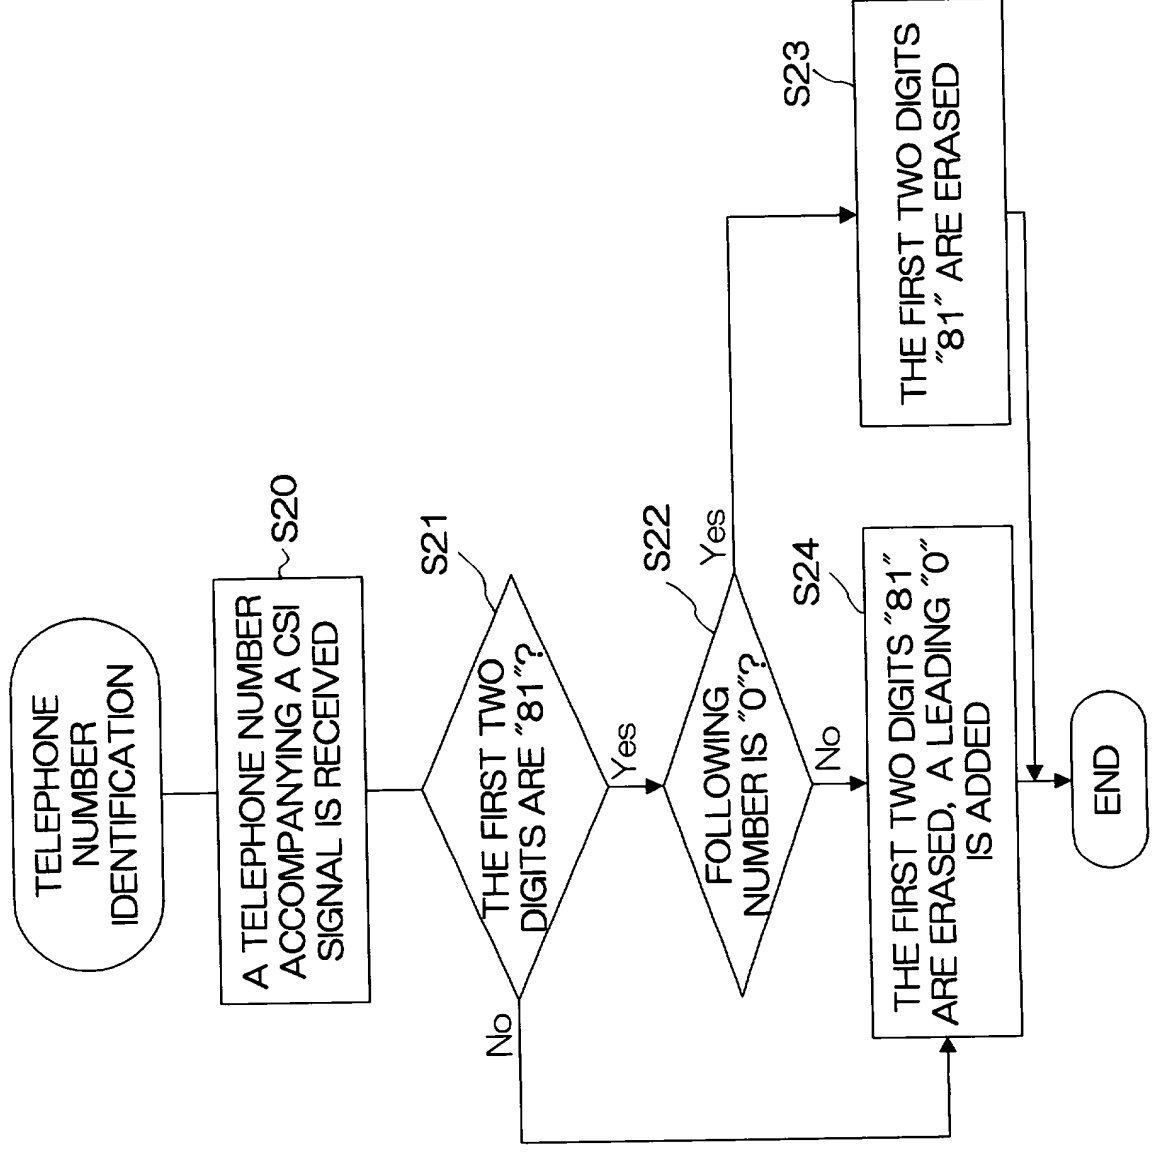 TELEPHONE
NUMBER
IDENTIFICATION
S20
A TELEPHONE NUMBER
ACCOMPANYING A CSI
SIGNAL IS RECEIVED
S21
THE FIRST TWO
DIGITS ARE "81"?
No
Yes
S22
FOLLOWING
NUMBER IS "0"?
Yes
No
S23
THE FIRST TWO DIGITS
"81" ARE ERASED
S24
THE FIRST TWO DIGITS "81"
ARE ERASED, A LEADING "0"
IS ADDED
END